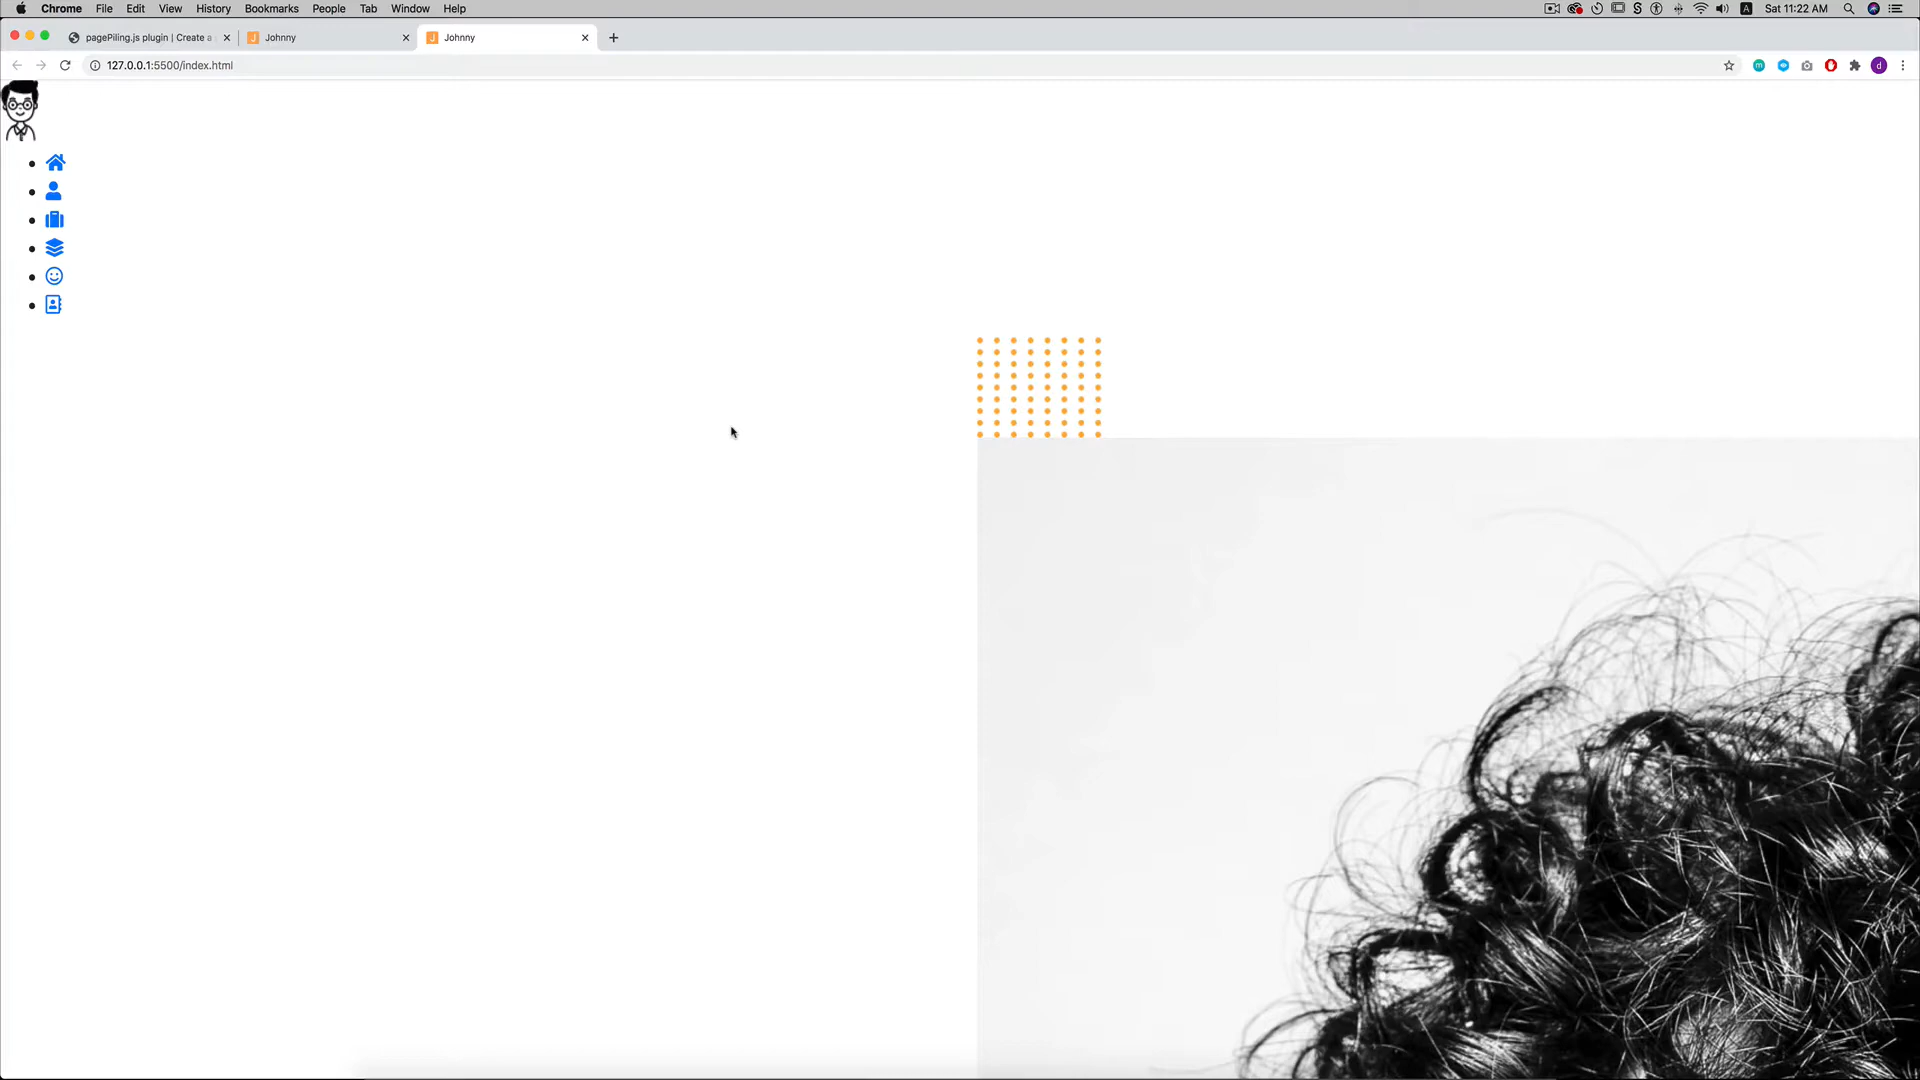 Chrome File Edit View History Bookmarks People Tab Window Help
Sat 11:22 AM
pagePiling.js plugin | Create a
Johnny
Johnny
127.0.0.1:5500/index.html